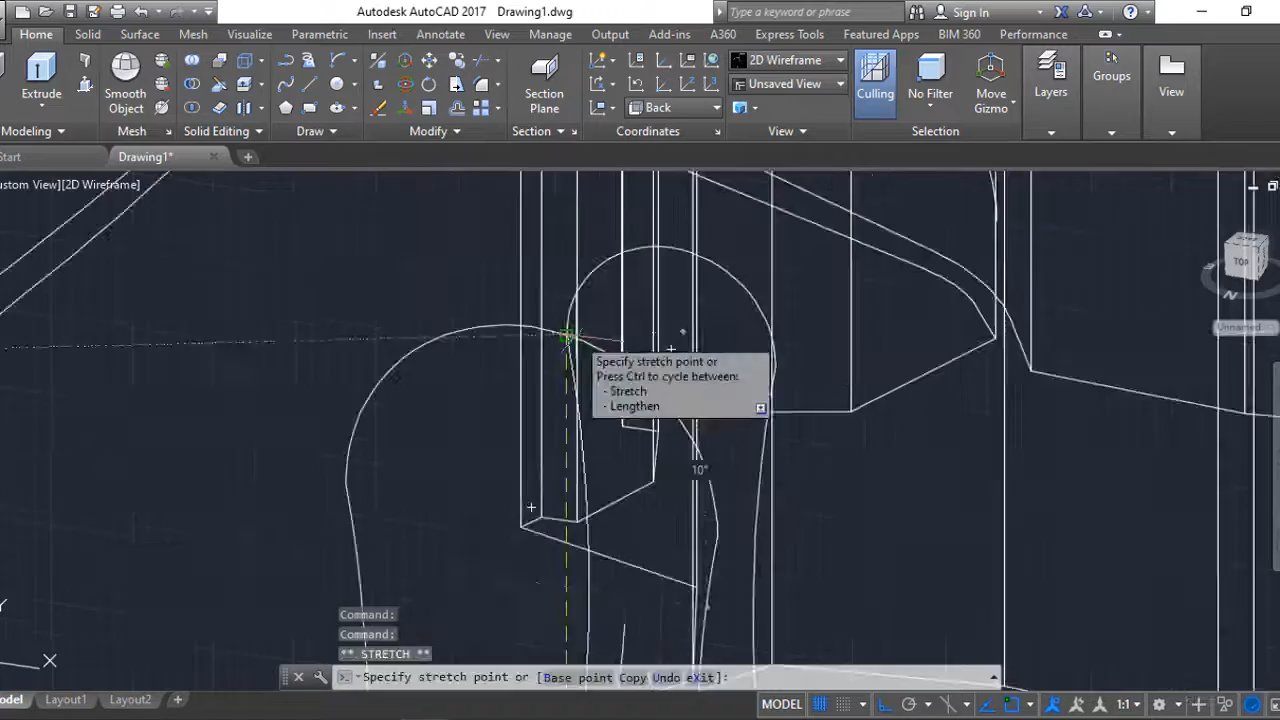 Autodesk AutoCAD 2017   Drawing1.dwg
Type a keyword or phrase
Sign In
Home Solid Surface Mesh Visualize Parametric Insert Annotate View Manage Output Add-ins A360 Express Tools Featured Apps BIM 360 Performance
Extrude
Smooth
Object
Section
Plane
2D Wireframe
Unsaved View
Back
Culling
No Filter
Move
Gizmo
Layers
Groups
View
Modeling
Mesh
Solid Editing
Draw
Modify
Section
Coordinates
View
Selection
Start
Drawing1*
ustom View][2D Wireframe]
TOP
N
Unnamed
Specify stretch point or
Press Ctrl to cycle between:
- Stretch
- Lengthen
10°
Command:
Command:
** STRETCH **
Y
X
-Specify stretch point or [Base point Copy Undo eXit]:
odel Layout1 Layout2 +
MODEL
1:1